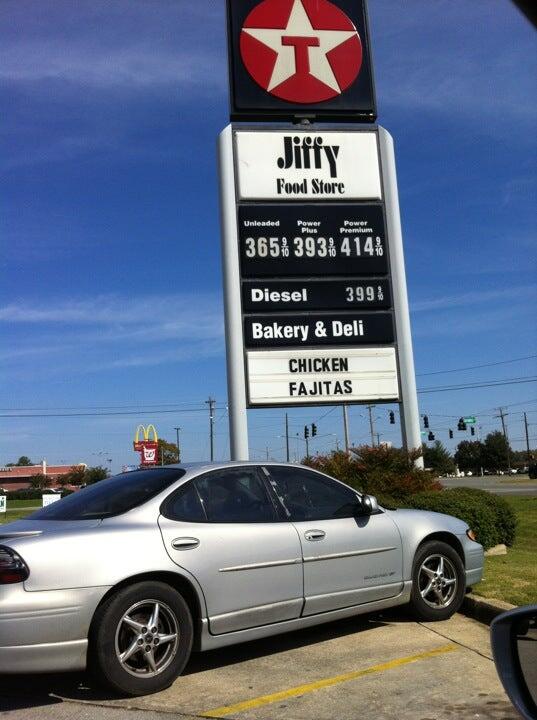 T
Jiffy
Food Store
Unleaded Power Plus Power Premium
365 9/10 393 9/10 414 9/10
Diesel 399 9/10
Bakery & Deli
CHICKEN
FAJITAS